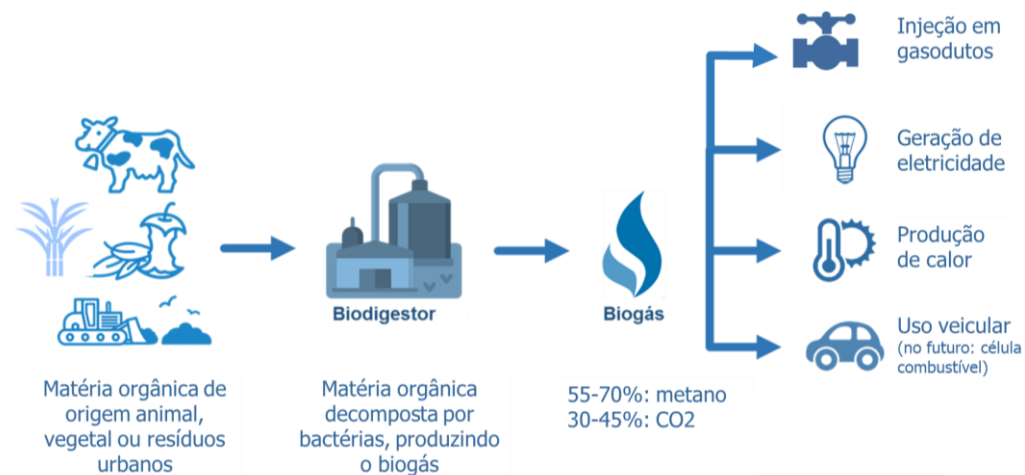 Matéria orgânica de
origem animal,
vegetal ou resíduos
urbanos
Biodigestor
Matéria orgânica
decomposta por
bactérias, produzindo
o biogás
Biogás
55-70%: metano
30-45%: CO2
Injeção em
gasodutos
Geração de
eletricidade
Produção
de calor
Uso veicular
(no futuro: célula
combustível)